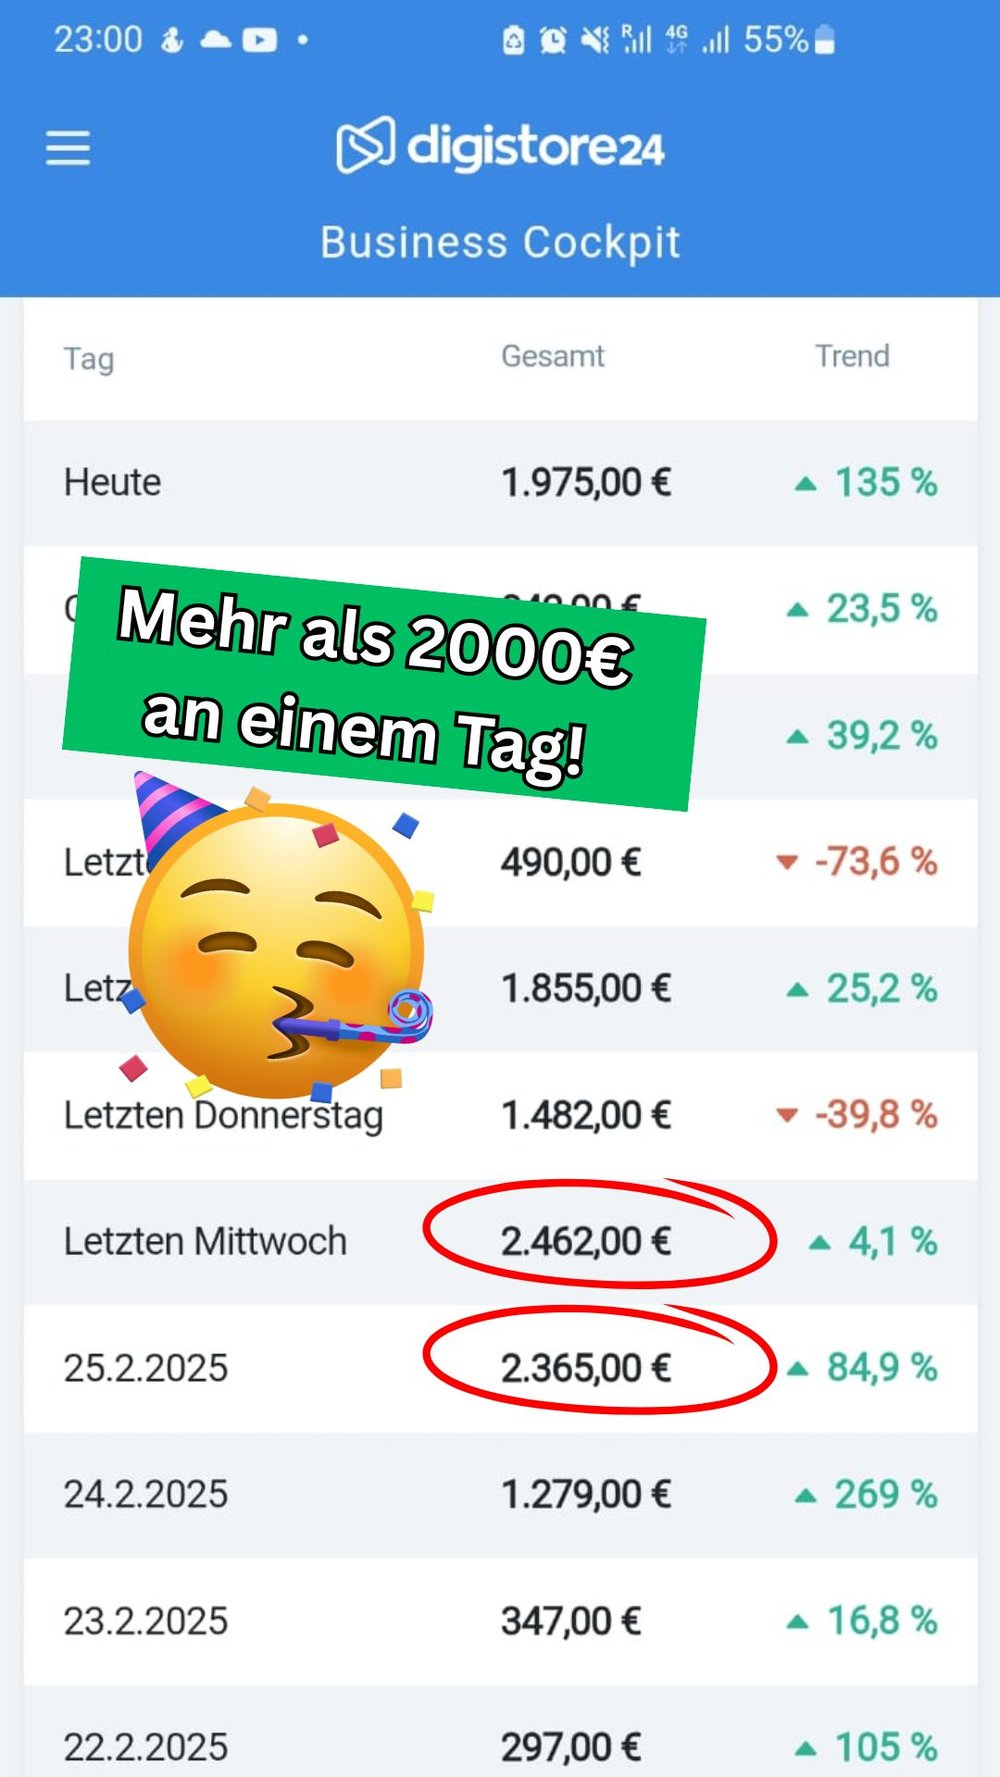 23:00
R 4G 55%
digistore24
Business Cockpit
Tag Gesamt Trend
Heute 1.975,00 € 135 %
23,5 %
Mehr als 2000€
an einem Tag!
39,2 %
490,00 € -73,6 %
1.855,00 € 25,2 %
Letzten Donnerstag 1.482,00 € -39,8 %
Letzten Mittwoch 2.462,00 € 4,1 %
25.2.2025 2.365,00 € 84,9 %
24.2.2025 1.279,00 € 269 %
23.2.2025 347,00 € 16,8 %
22.2.2025 297,00 € 105 %